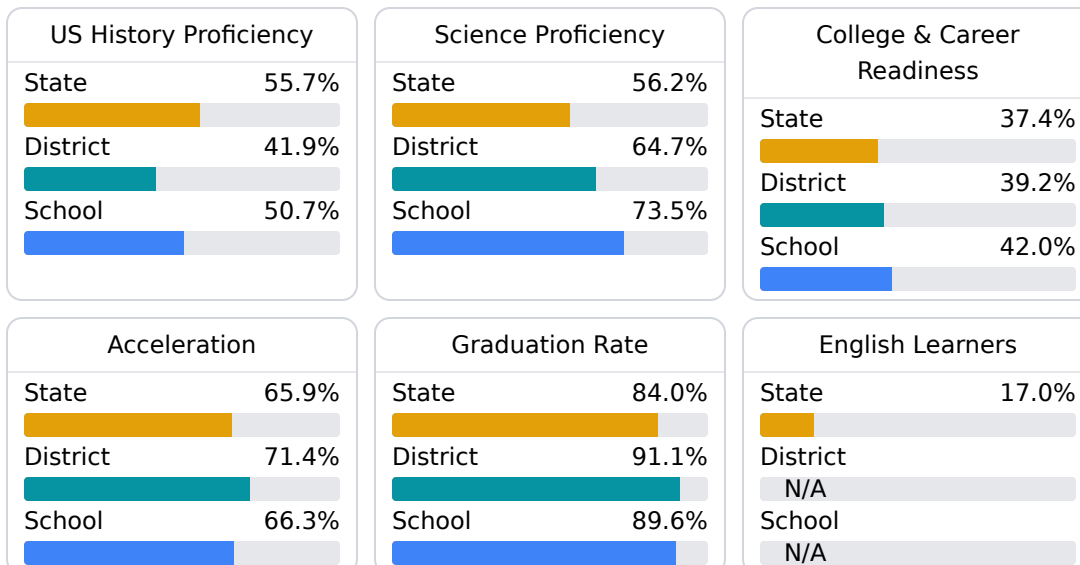 US History Proficiency
State 55.7%
District 41.9%
School 50.7%
Science Proficiency
State 56.2%
District 64.7%
School 73.5%
College & Career
Readiness
State 37.4%
District 39.2%
School 42.0%
Acceleration
State 65.9%
District 71.4%
School 66.3%
Graduation Rate
State 84.0%
District 91.1%
School 89.6%
English Learners
State 17.0%
District
N/A
School
N/A